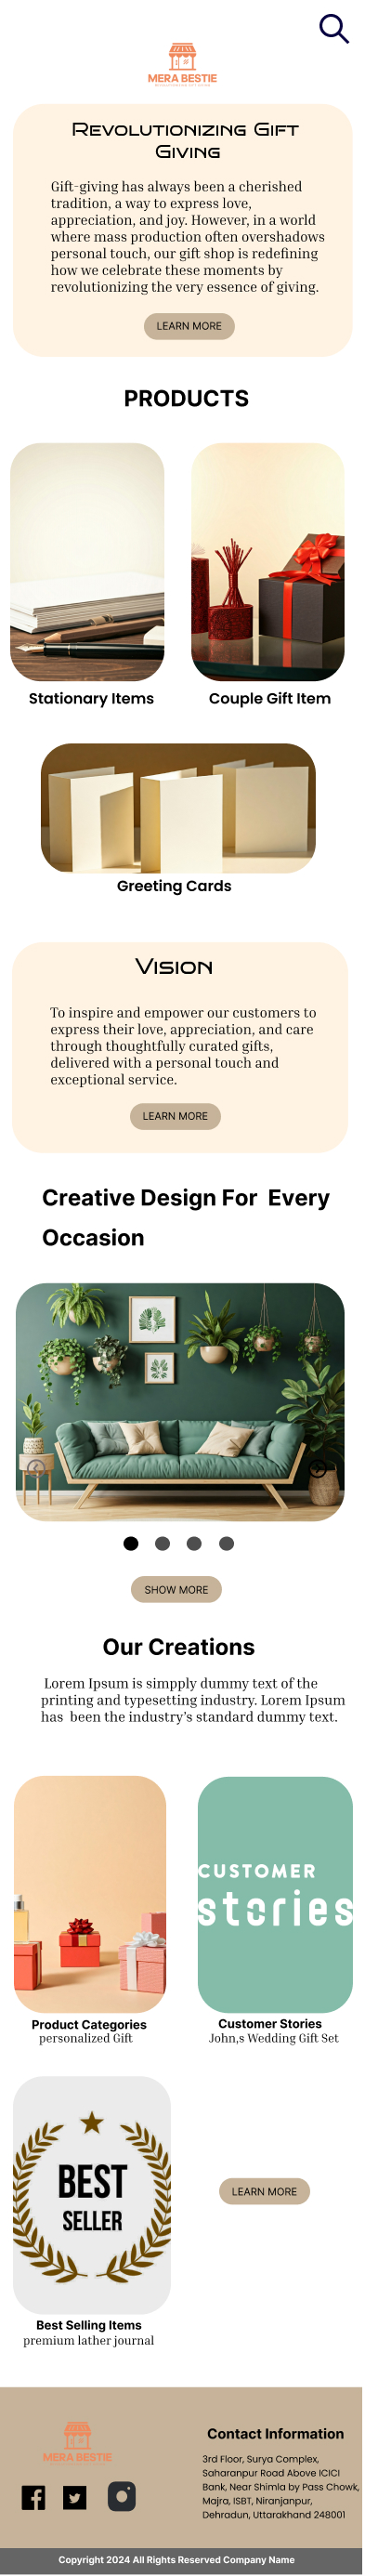 MERA BESTIE
REVOLUTIONIZING GIFT
GIVING
Gift-giving has always been a cherished
tradition, a way to express love,
appreciation, and joy. However, in a world
where mass production often overshadows
personal touch, our gift shop is redefining
how we celebrate these moments by
revolutionizing the very essence of giving.
LEARN MORE
PRODUCTS
Stationary Items
Couple Gift Item
Greeting Cards
VISION
To inspire and empower our customers to
express their love, appreciation, and care
through thoughtfully curated gifts,
delivered with a personal touch and
exceptional service.
LEARN MORE
Creative Design For Every
Occasion
SHOW MORE
Our Creations
Lorem Ipsum is simpply dummy text of the
printing and typesetting industry. Lorem Ipsum
has been the industry's standard dummy text.
CUSTOMER
stories
Product Categories
personalized Gift
Customer Stories
John,s Wedding Gift Set
BEST
SELLER
LEARN MORE
Best Selling Items
premium lather journal
MERA BESTIE
Contact Information
3rd Floor, Surya Complex,
Saharanpur Road Above ICICI
Bank, Near Shimla by Pass Chowk,
Majra, ISBT, Niranjanpur,
Dehradun, Uttarakhand 248001
Copyright 2024 All Rights Reserved Company Name